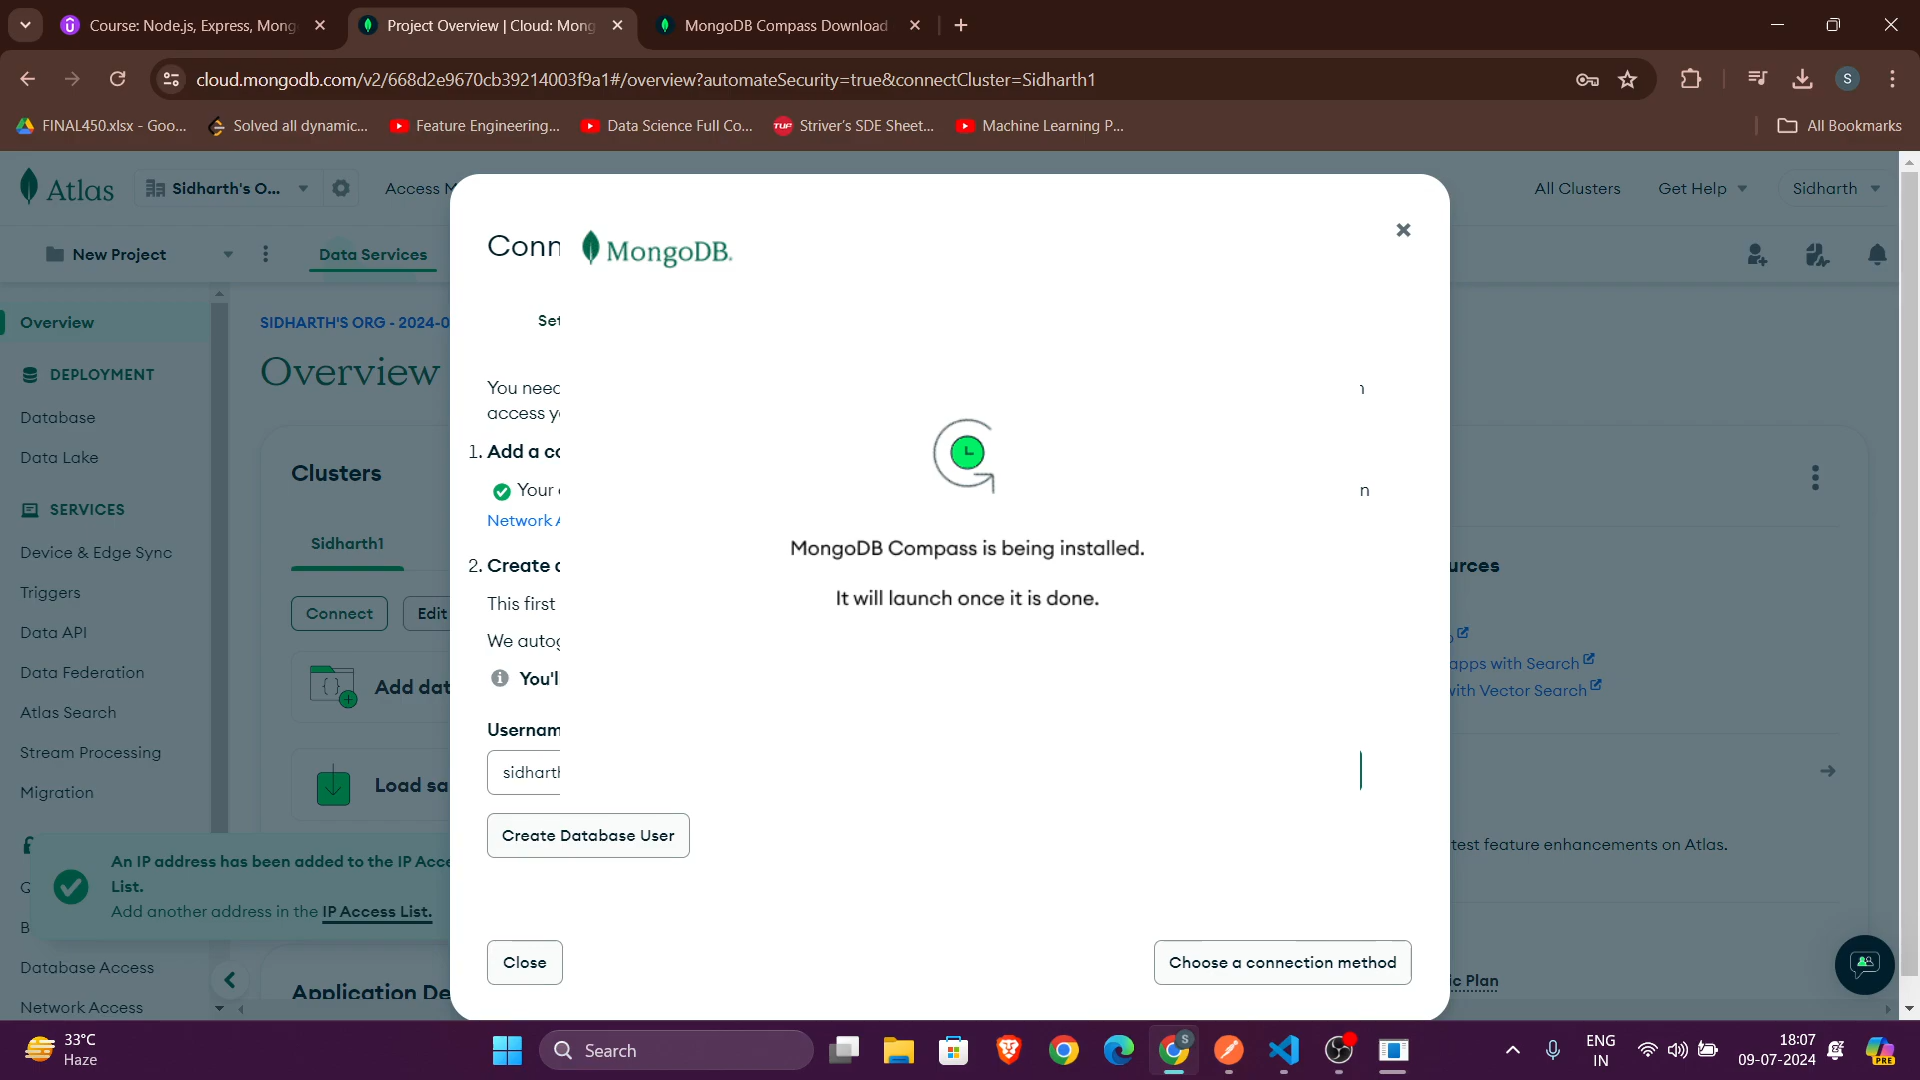 Course: Node.js, Express, Mong
Project Overview | Cloud: Mong
MongoDB Compass Download
cloud.mongodb.com/v2/668d2e9670cb39214003f9a1#/overview?automateSecurity=true&connectCluster=Sidharth1
S
FINAL450.xlsx - Goo...
Solved all dynamic...
Feature Engineering...
Data Science Full Co...
Striver's SDE Sheet...
Machine Learning P...
All Bookmarks
Atlas
Sidharth's O...
Access M
All Clusters
Get Help
Sidharth
New Project
Data Services
Overview
DEPLOYMENT
Database
Data Lake
SERVICES
Device & Edge Sync
Triggers
Data API
Data Federation
Atlas Search
Stream Processing
Migration
Database Access
Network Access
SIDHARTH'S ORG - 2024-0
Overview
Clusters
Sidharth1
Connect
Edit
Add dat
Load sa
An IP address has been added to the IP Acce
List.
Add another address in the IP Access List.
Application De
Conn
Set
You need
access y
1. Add a co
Your
Network A
2. Create a
This first
We autog
You'll
Usernam
sidharth
Create Database User
Close
Choose a connection method
MongoDB.
MongoDB Compass is being installed.
It will launch once it is done.
urces
apps with Search
with Vector Search
test feature enhancements on Atlas.
ic Plan
33°C
Haze
Search
ENG
IN
18:07
09-07-2024